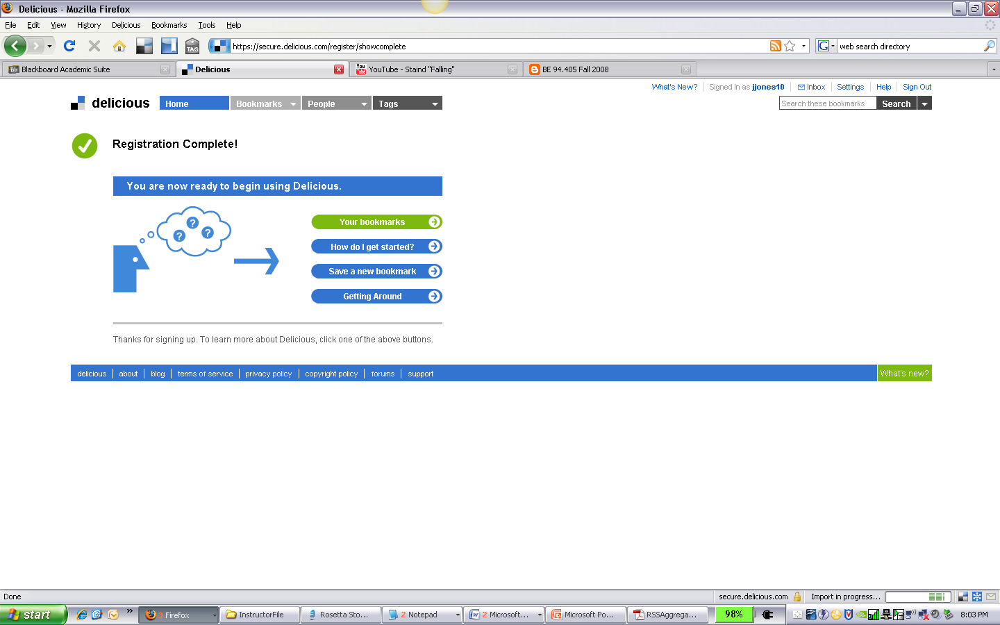 Delicious - Mozilla Firefox
File Edit View History Delicious Bookmarks Tools Help
TAG https://secure.delicious.com/register/showcomplete G web search directory
Bb Blackboard Academic Suite Delicious You Tube YouTube - Staind "Falling" BE 94.405 Fall 2008
What's New? Signed in as jjones10 Inbox Settings Help Sign Out
delicious Home Bookmarks People Tags Search these bookmarks Search
Registration Complete!
You are now ready to begin using Delicious.
? ? ?
Your bookmarks
How do I get started?
Save a new bookmark
Getting Around
Thanks for signing up. To learn more about Delicious, click one of the above buttons.
delicious about blog terms of service privacy policy copyright policy forums support What's new?
Done secure.delicious.com Import in progress...
start » 3 Firefox InstructorFile Rosetta Sto... 2 Notepad 2 Microsoft... Microsoft Po... RSSAggrega... 98% 8:03 PM